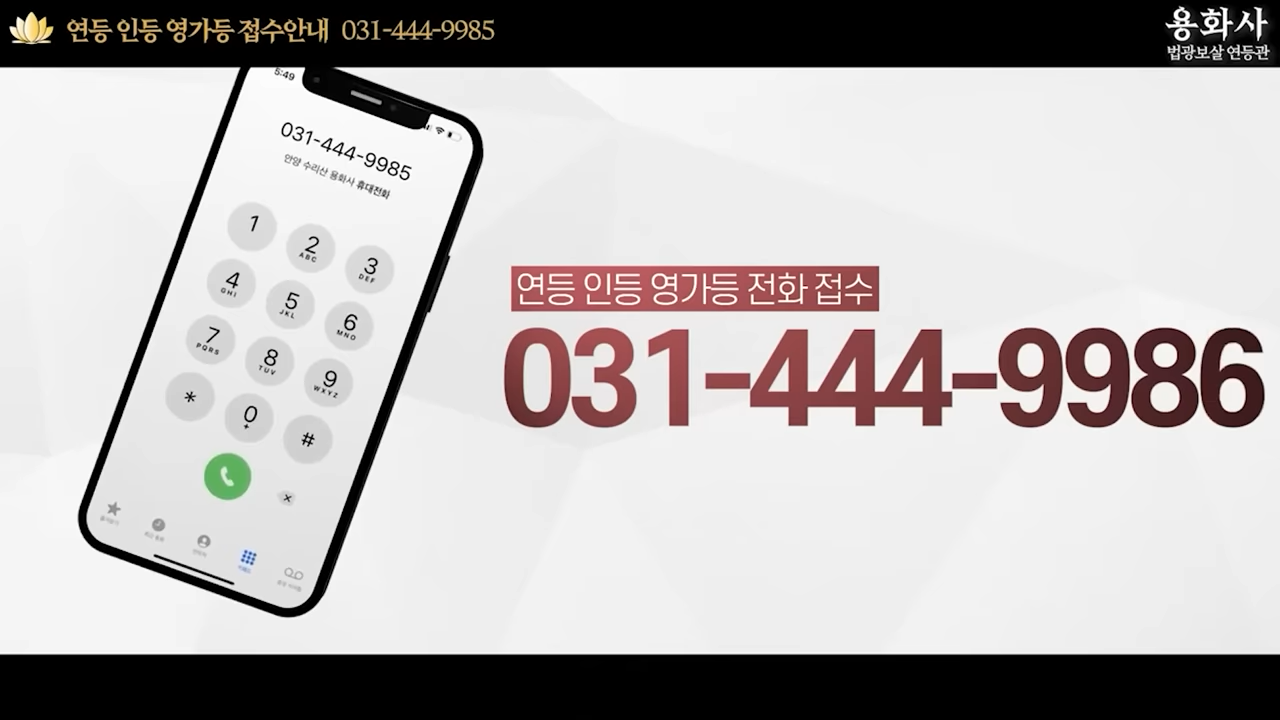 연등 인등 영가등 접수안내 031-444-9985
용화사
법광보살 연등관
5:49
031-444-9985
안양 수리산 용화사 휴대전화
1
2
ABC
3
DEF
4
GHI
5
JKL
6
MNO
7
PQRS
8
TUV
9
WXYZ
*
0
+
#
연등 인등 영가등 전화 접수
031-444-9986